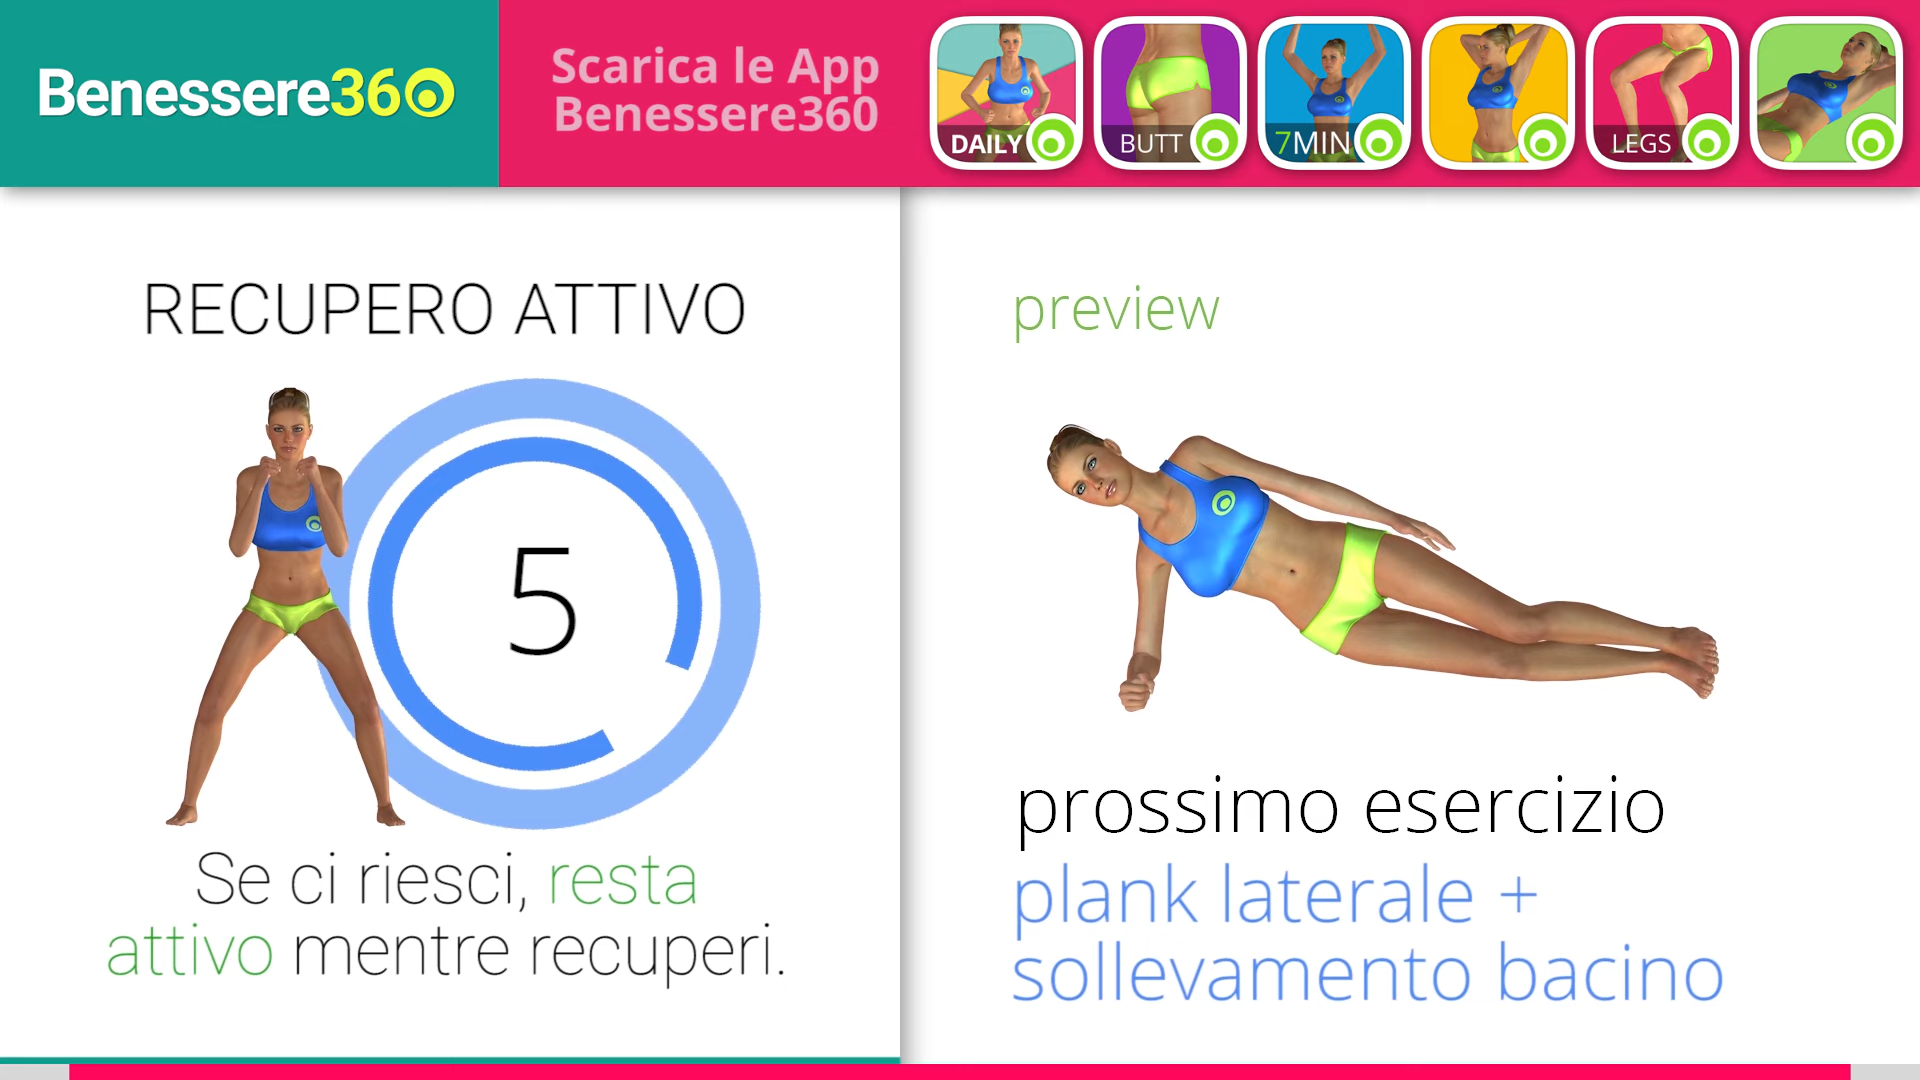 Benessere360
Scarica le App
Benessere360
DAILY
BUTT
7MIN
LEGS
RECUPERO ATTIVO
5
Se ci riesci, resta
attivo mentre recuperi.
preview
prossimo esercizio
plank laterale +
sollevamento bacino